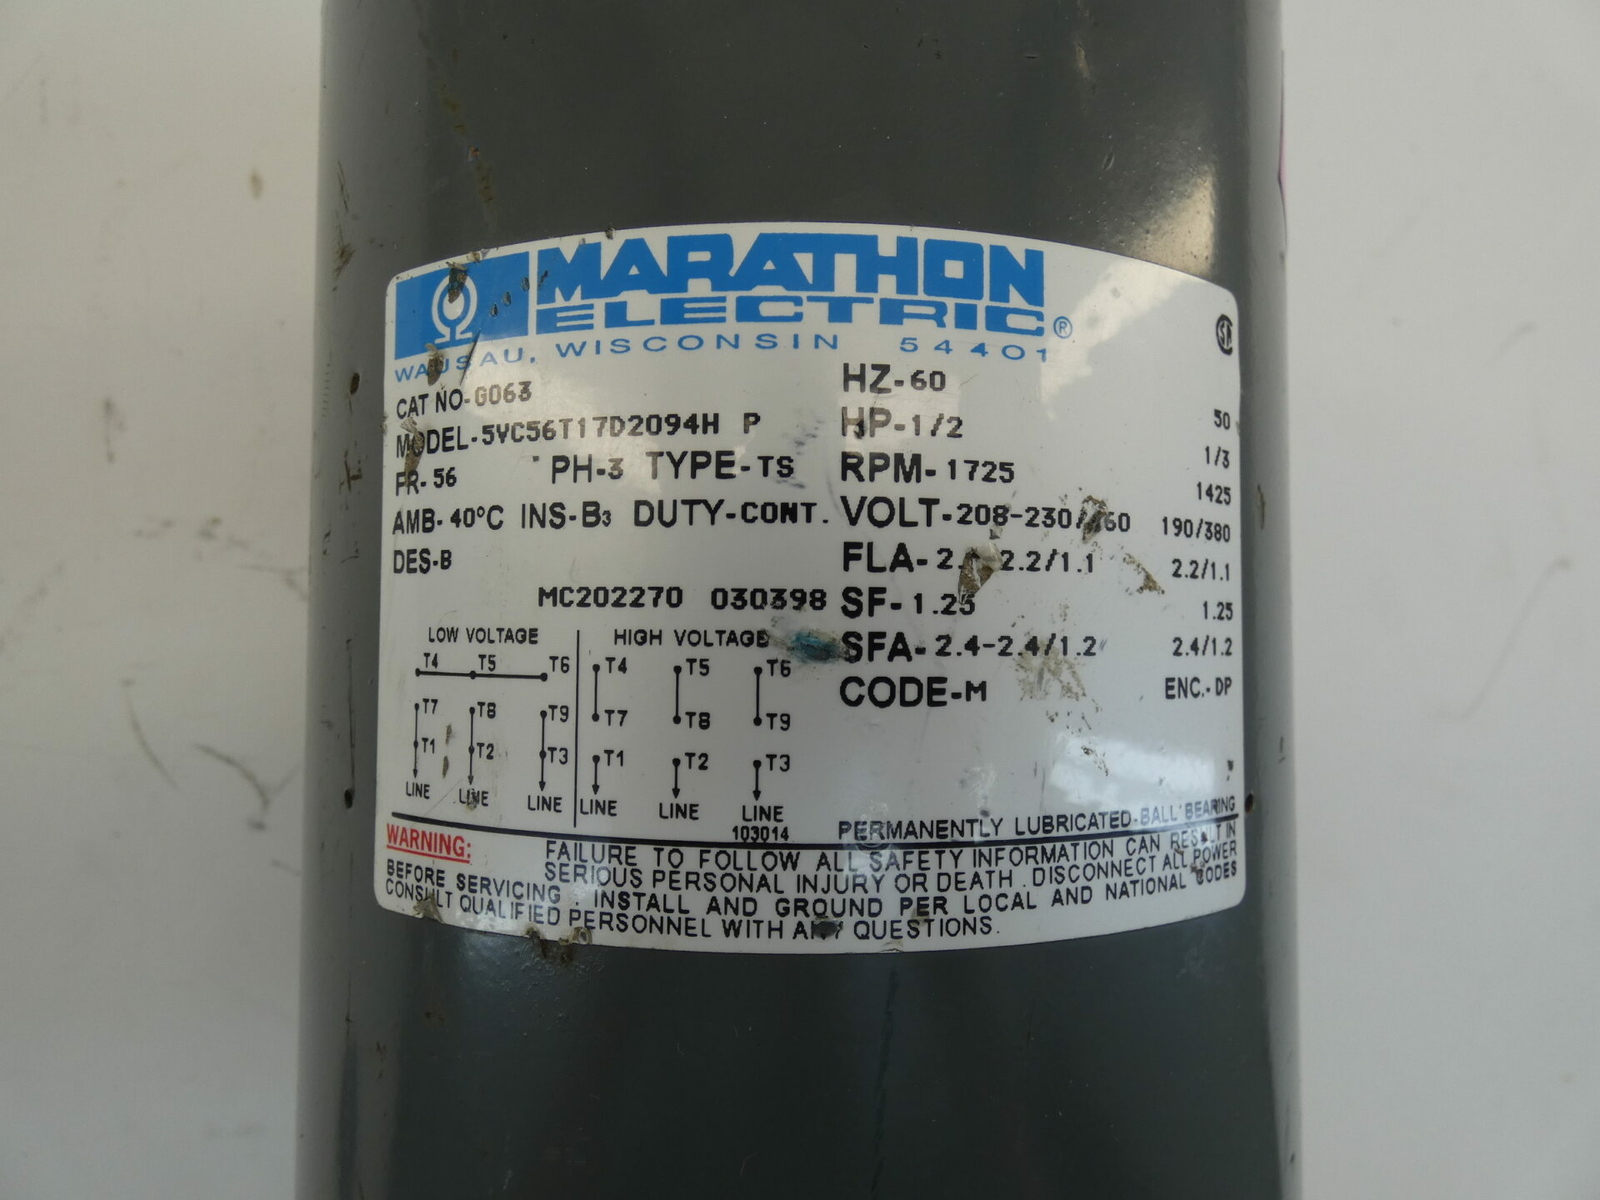 MARATHON
ELECTRIC®
WAUSAU, WISCONSIN 54401
CAT NO-G063
MODEL-5VC56T17D2094H P
FR-56 PH-3 TYPE-TS
AMB-40°C INS-B3 DUTY-CONT.
DES-B
MC202270 030398
HZ-60 50
HP-1/2 1/3
RPM-1725 1425
VOLT-208-230/ 190/380
FLA- 2.2/1.1 2.2/1.1
SF-1.25 1.25
SFA-2.4-2.4/1.2 2.4/1.2
CODE-M ENC.-DP
LOW VOLTAGE HIGH VOLTAGE
T4 T5 T6 T4 T5 T6
T7 T8 T9 T7 T8 T9
T1 T2 T3 T1 T2 T3
LINE LINE LINE LINE LINE LINE
103014
PERMANENTLY LUBRICATED-BALL BEARING
WARNING: FAILURE TO FOLLOW ALL SAFETY INFORMATION CAN RESULT IN
SERIOUS PERSONAL INJURY OR DEATH. DISCONNECT ALL POWER
BEFORE SERVICING. INSTALL AND GROUND PER LOCAL AND NATIONAL CODES
CONSULT QUALIFIED PERSONNEL WITH ANY QUESTIONS.